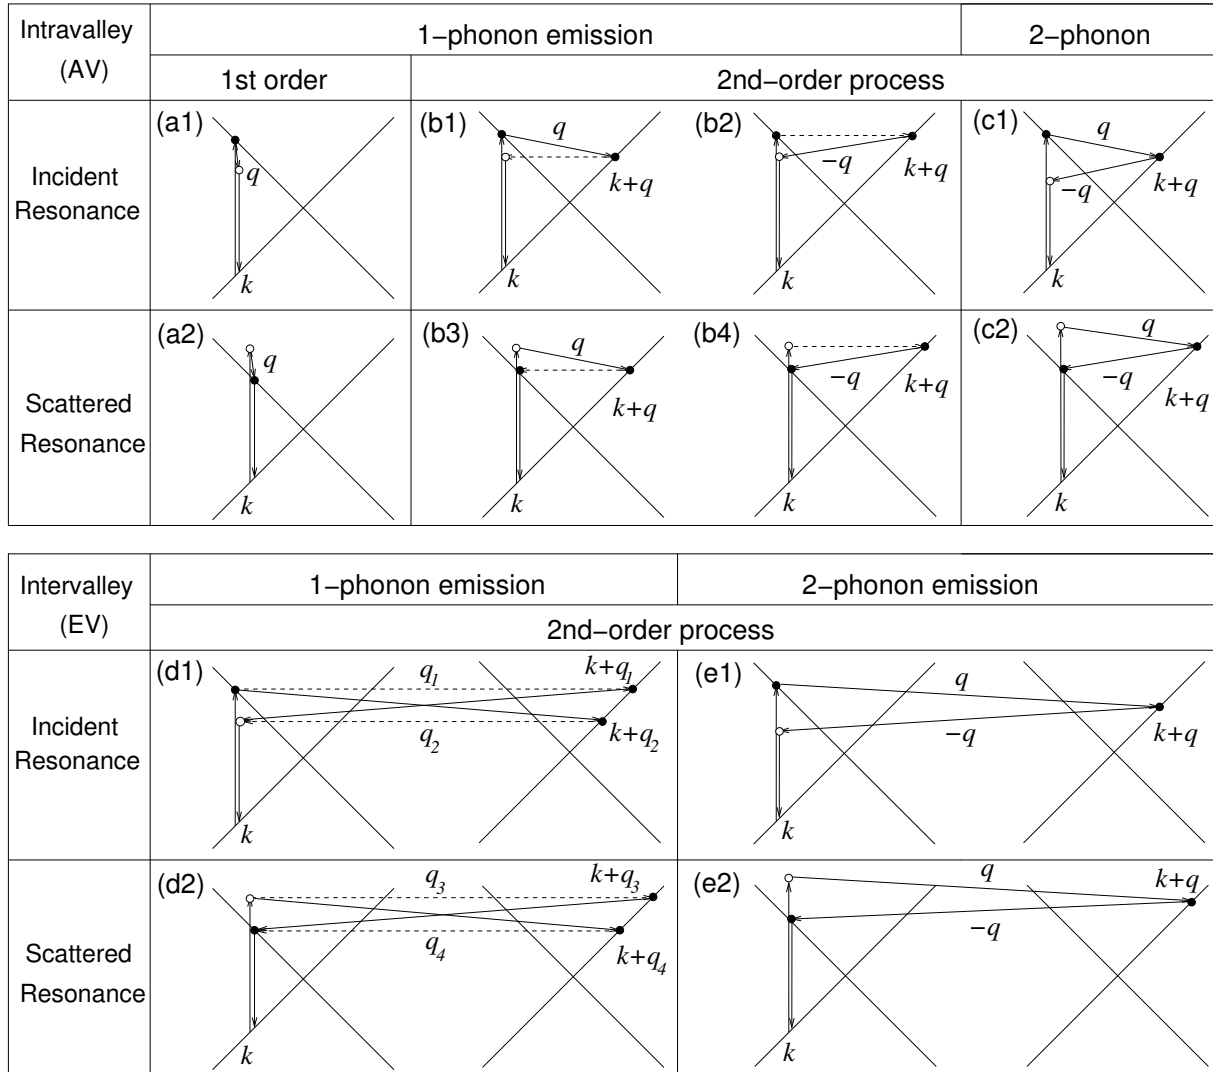 Intravalley
(AV)
1−phonon emission
2−phonon
1st order
2nd−order process
Incident
Resonance
(a1)
q
k
(b1)
q
k+q
k
(b2)
−q
k+q
(c1)
q
−q
k+q
k
Scattered
Resonance
(a2)
q
k
(b3)
q
k+q
k
(b4)
−q
k+q
k
(c2)
q
−q
k+q
k
Intervalley
(EV)
1−phonon emission
2−phonon emission
2nd−order process
Incident
Resonance
(d1)
q1
k+q1
q2
k+q2
k
(e1)
q
−q
k+q
k
Scattered
Resonance
(d2)
q3
k+q3
q4
k+q4
k
(e2)
q
−q
k+q
k